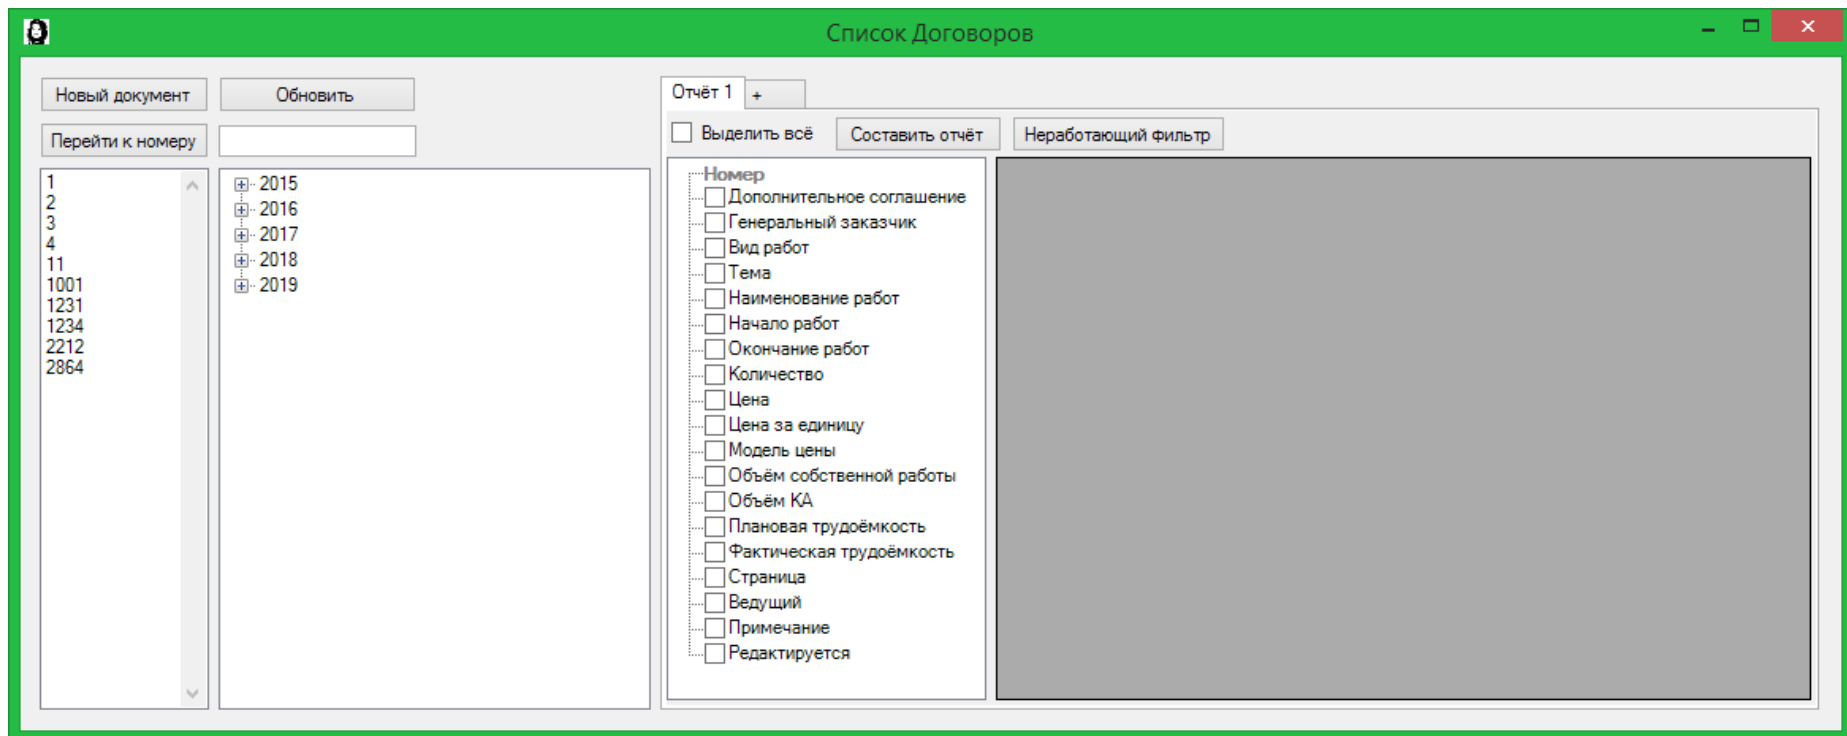 Список Договоров
Новый документ
Обновить
Перейти к номеру
1
2
3
4
11
1001
1231
1234
2212
2864
2015
2016
2017
2018
2019
Отчёт 1
+
Выделить всё
Составить отчёт
Неработающий фильтр
Номер
Дополнительное соглашение
Генеральный заказчик
Вид работ
Тема
Наименование работ
Начало работ
Окончание работ
Количество
Цена
Цена за единицу
Модель цены
Объём собственной работы
Объём КА
Плановая трудоёмкость
Фактическая трудоёмкость
Страница
Ведущий
Примечание
Редактируется